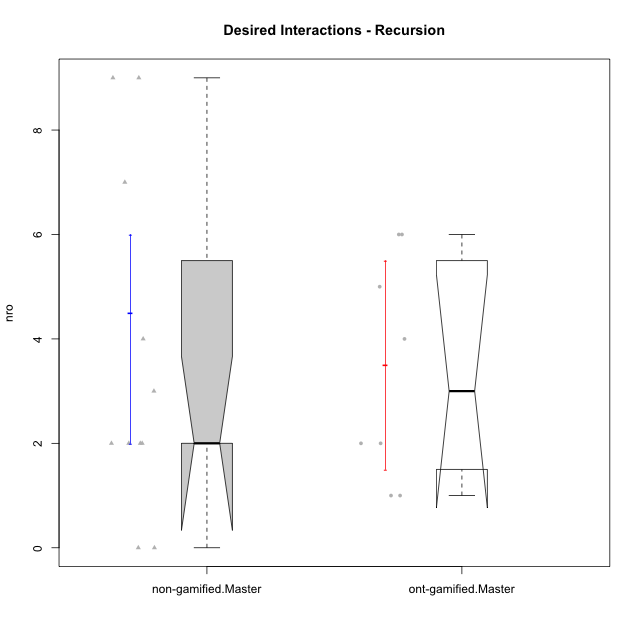 Desired Interactions - Recursion
nro
8
6
4
2
0
non-gamified.Master
ont-gamified.Master